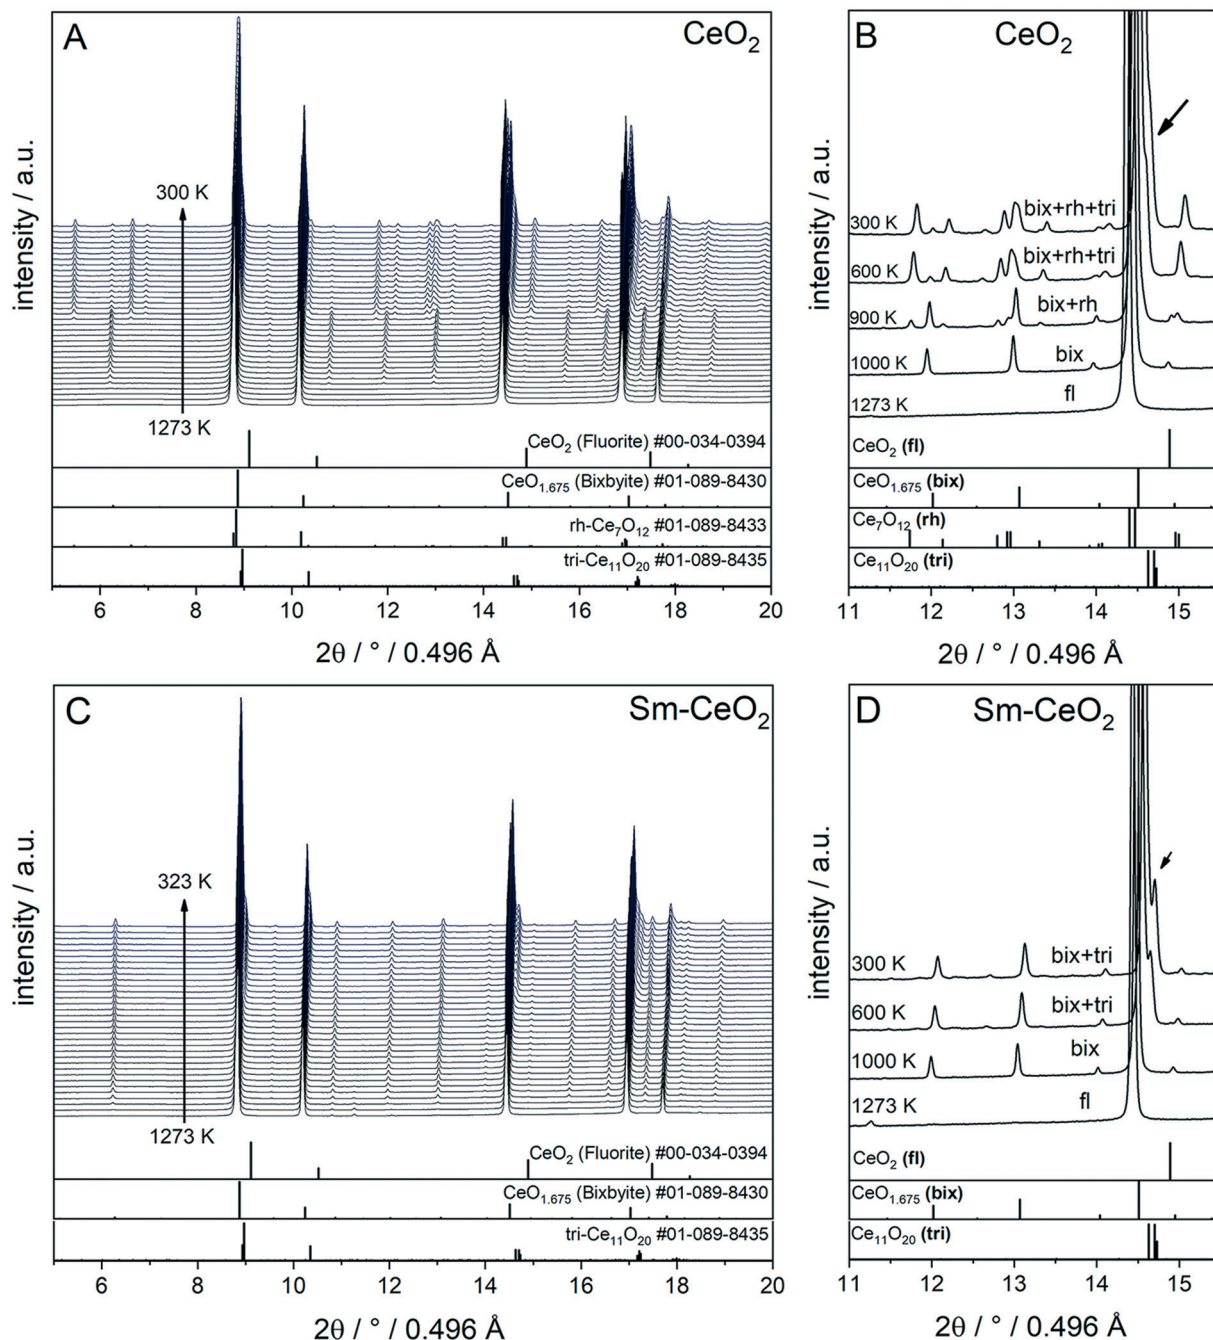 A
CeO₂
intensity / a.u.
300 K
1273 K
CeO₂ (Fluorite) #00-034-0394
CeO₁.₆₇₅ (Bixbyite) #01-089-8430
rh-Ce₇O₁₂ #01-089-8433
tri-Ce₁₁O₂₀ #01-089-8435
6 8 10 12 14 16 18 20
2θ / ° / 0.496 Å
B
CeO₂
intensity / a.u.
300 K bix+rh+tri
600 K bix+rh+tri
900 K bix+rh
1000 K bix
1273 K fl
CeO₂ (fl)
CeO₁.₆₇₅ (bix)
Ce₇O₁₂ (rh)
Ce₁₁O₂₀ (tri)
11 12 13 14 15
2θ / ° / 0.496 Å
C
Sm-CeO₂
intensity / a.u.
323 K
1273 K
CeO₂ (Fluorite) #00-034-0394
CeO₁.₆₇₅ (Bixbyite) #01-089-8430
tri-Ce₁₁O₂₀ #01-089-8435
6 8 10 12 14 16 18 20
2θ / ° / 0.496 Å
D
Sm-CeO₂
intensity / a.u.
300 K bix+tri
600 K bix+tri
1000 K bix
1273 K fl
CeO₂ (fl)
CeO₁.₆₇₅ (bix)
Ce₁₁O₂₀ (tri)
11 12 13 14 15
2θ / ° / 0.496 Å